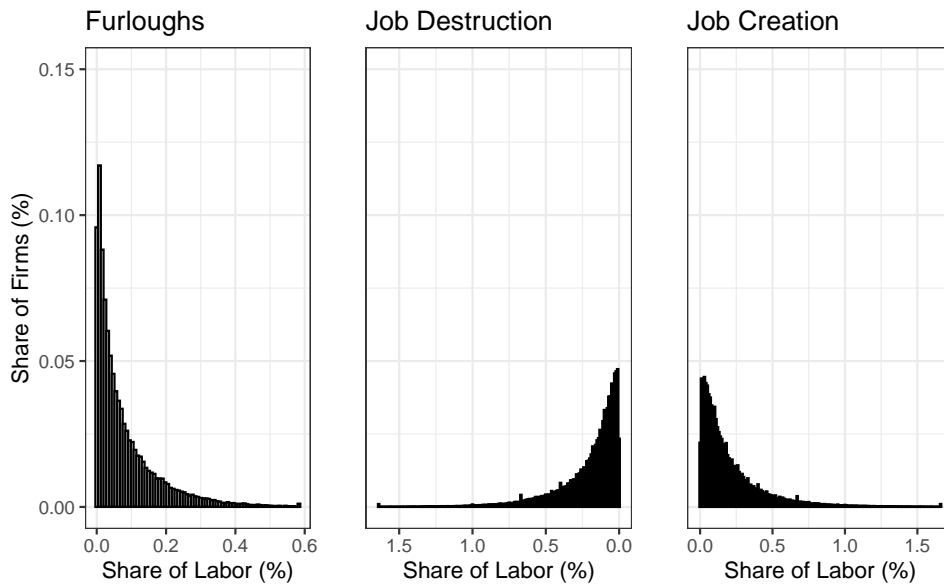 Furloughs
Job Destruction
Job Creation
Share of Firms (%)
0.15
0.10
0.05
0.00
0.0 0.2 0.4 0.6
1.5 1.0 0.5 0.0
0.0 0.5 1.0 1.5
Share of Labor (%)
Share of Labor (%)
Share of Labor (%)